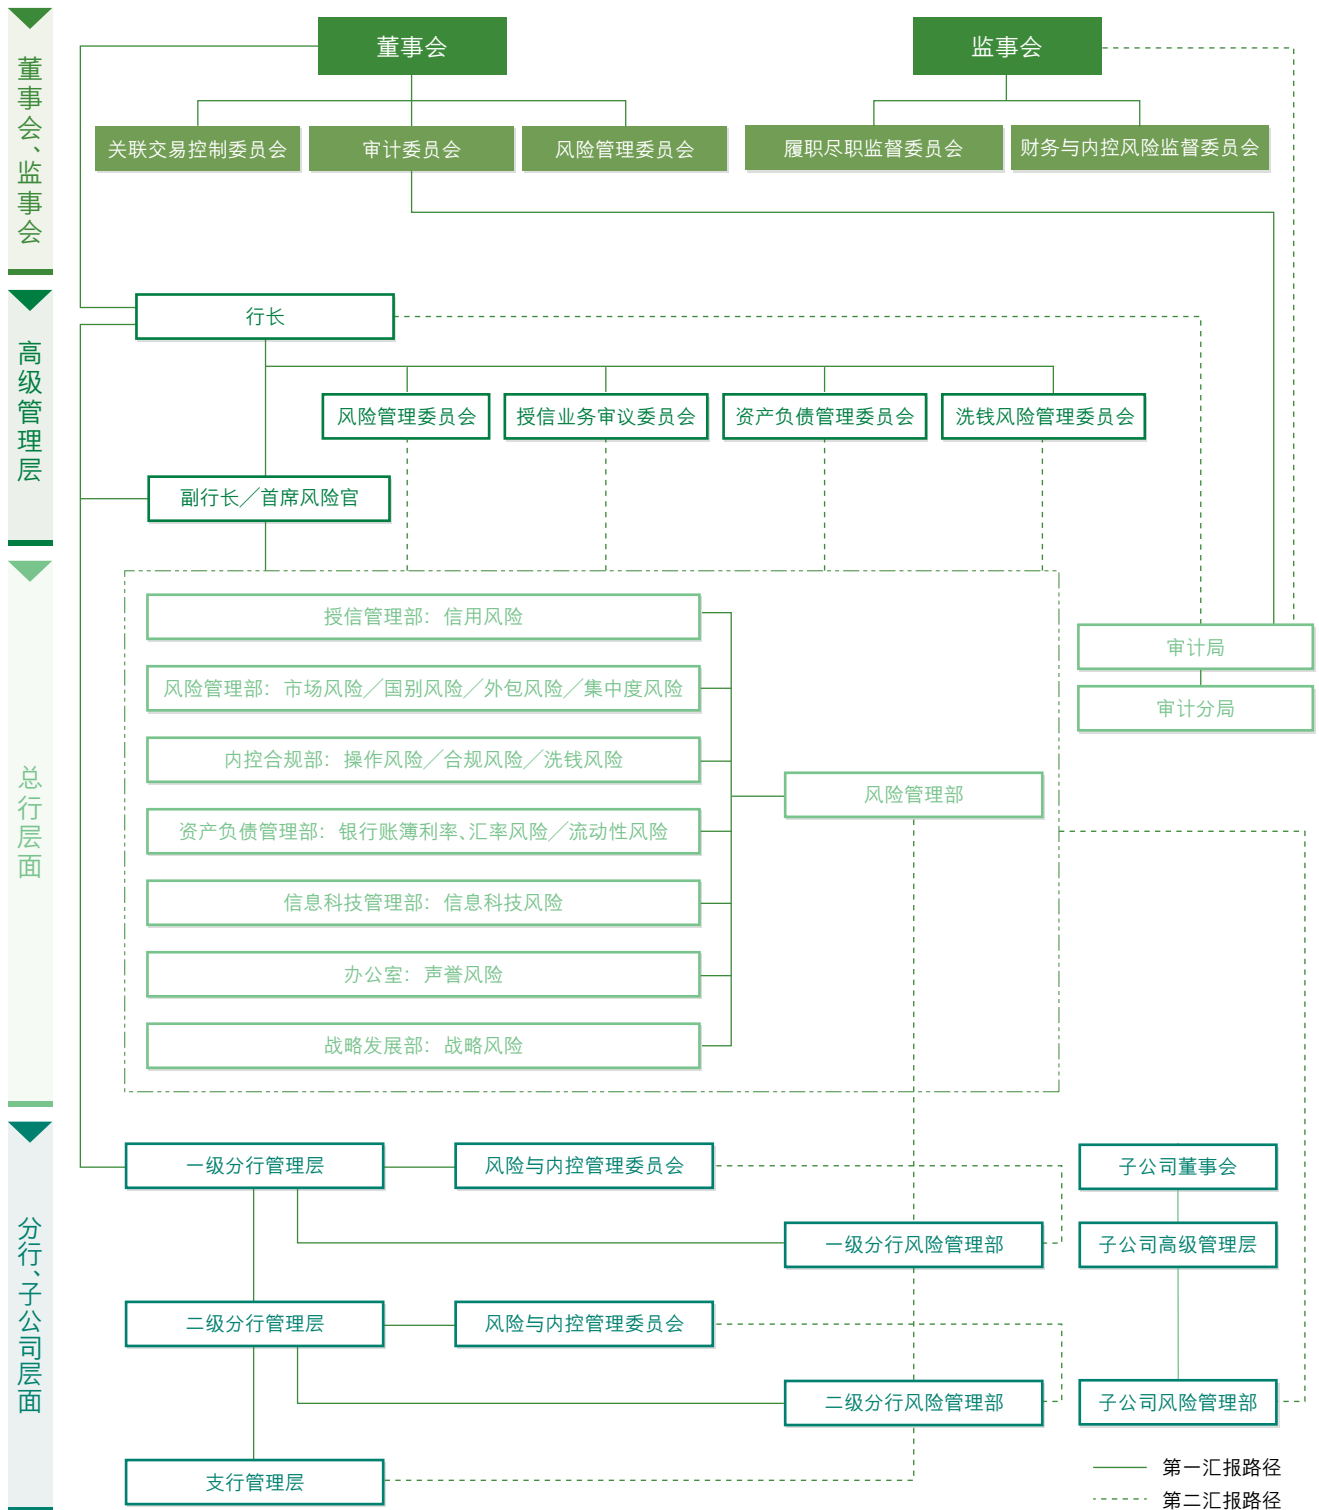 董事会、监事会
董事会
监事会
关联交易控制委员会
审计委员会
风险管理委员会
履职尽职监督委员会
财务与内控风险监督委员会
高级管理层
行长
风险管理委员会
授信业务审议委员会
资产负债管理委员会
洗钱风险管理委员会
副行长／首席风险官
总行层面
授信管理部：信用风险
风险管理部：市场风险／国别风险／外包风险／集中度风险
内控合规部：操作风险／合规风险／洗钱风险
资产负债管理部：银行账簿利率、汇率风险／流动性风险
信息科技管理部：信息科技风险
办公室：声誉风险
战略发展部：战略风险
风险管理部
审计局
审计分局
分行、子公司层面
一级分行管理层
风险与内控管理委员会
子公司董事会
一级分行风险管理部
子公司高级管理层
二级分行管理层
风险与内控管理委员会
二级分行风险管理部
子公司风险管理部
支行管理层
第一汇报路径
第二汇报路径